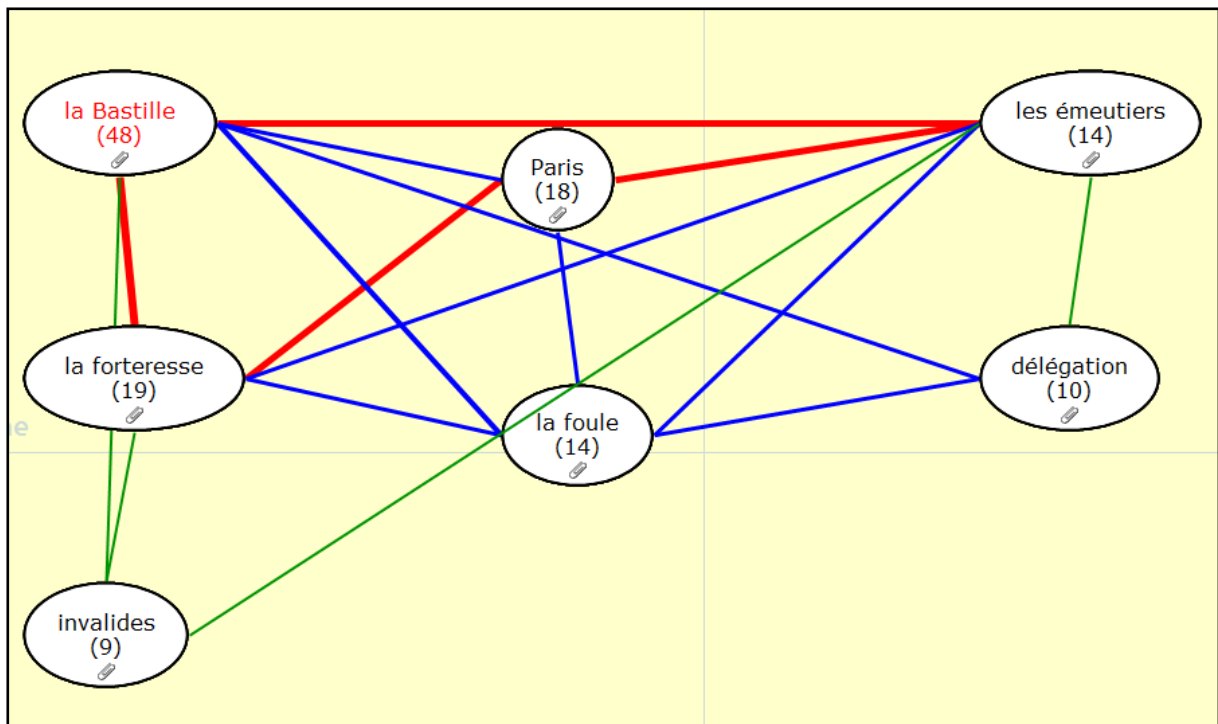 la Bastille
(48)
Paris
(18)
les émeutiers
(14)
la forteresse
(19)
la foule
(14)
délégation
(10)
invalides
(9)